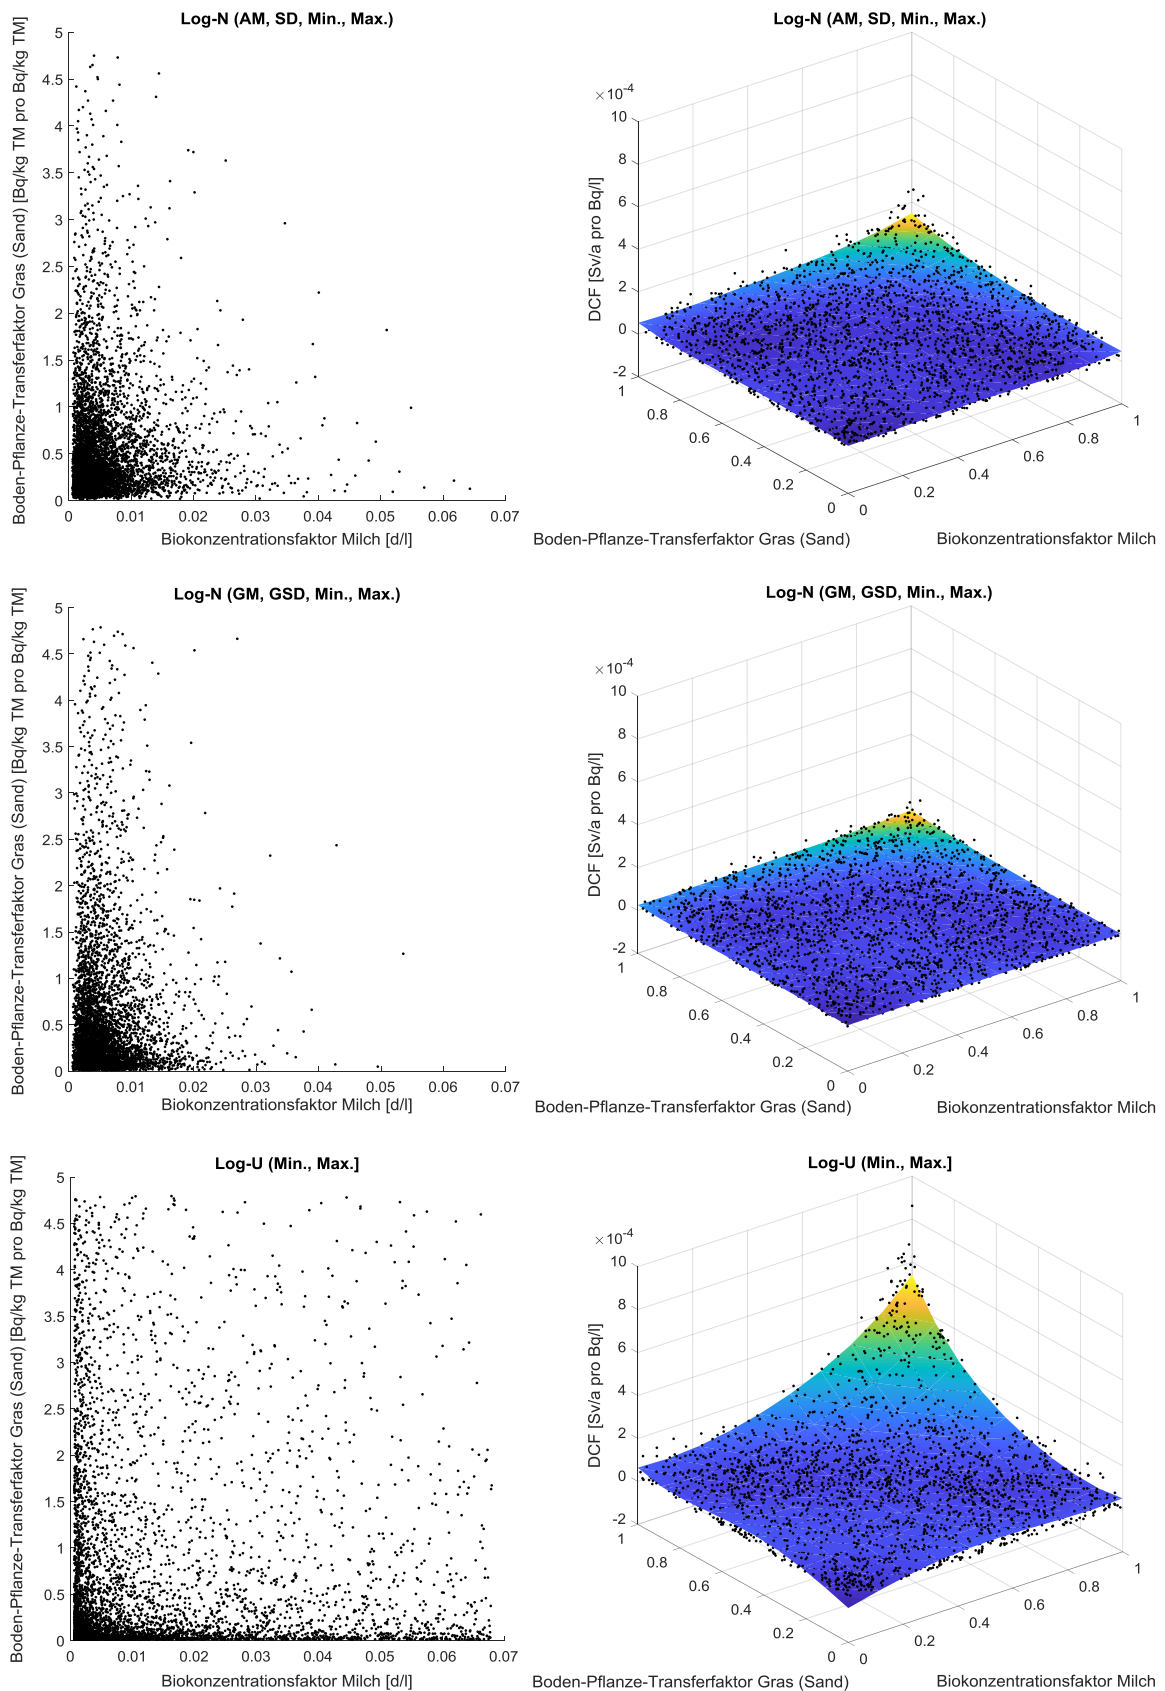 Log-N (AM, SD, Min., Max.)
Boden-Pflanze-Transferfaktor Gras (Sand) [Bq/kg TM pro Bq/kg TM]
5
4.5
4
3.5
3
2.5
2
1.5
1
0.5
0
0 0.01 0.02 0.03 0.04 0.05 0.06 0.07
Biokonzentrationsfaktor Milch [d/l]
Log-N (AM, SD, Min., Max.)
×10-4
DCF [Sv/a pro Bq/l]
10
8
6
4
2
0
-2
1 0.8 0.6 0.4 0.2 0
0 0.2 0.4 0.6 0.8 1
Boden-Pflanze-Transferfaktor Gras (Sand)
Biokonzentrationsfaktor Milch
Log-N (GM, GSD, Min., Max.)
Boden-Pflanze-Transferfaktor Gras (Sand) [Bq/kg TM pro Bq/kg TM]
5
4.5
4
3.5
3
2.5
2
1.5
1
0.5
0
0 0.01 0.02 0.03 0.04 0.05 0.06 0.07
Biokonzentrationsfaktor Milch [d/l]
Log-N (GM, GSD, Min., Max.)
×10-4
DCF [Sv/a pro Bq/l]
10
8
6
4
2
0
-2
1 0.8 0.6 0.4 0.2 0
0 0.2 0.4 0.6 0.8 1
Boden-Pflanze-Transferfaktor Gras (Sand)
Biokonzentrationsfaktor Milch
Log-U (Min., Max.]
Boden-Pflanze-Transferfaktor Gras (Sand) [Bq/kg TM pro Bq/kg TM]
5
4.5
4
3.5
3
2.5
2
1.5
1
0.5
0
0 0.01 0.02 0.03 0.04 0.05 0.06 0.07
Biokonzentrationsfaktor Milch [d/l]
Log-U (Min., Max.]
×10-4
DCF [Sv/a pro Bq/l]
10
8
6
4
2
0
-2
1 0.8 0.6 0.4 0.2 0
0 0.2 0.4 0.6 0.8 1
Boden-Pflanze-Transferfaktor Gras (Sand)
Biokonzentrationsfaktor Milch